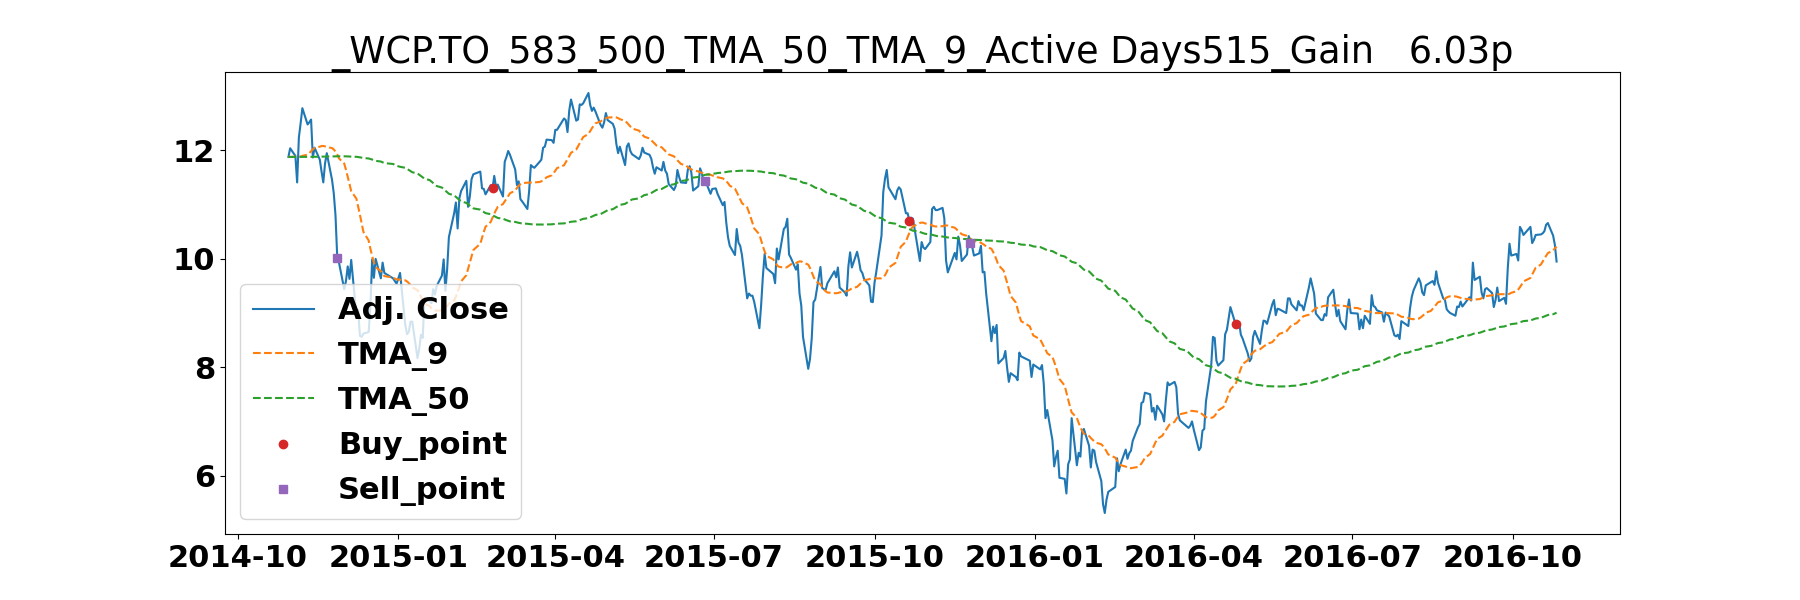 _WCP.TO_583_500_TMA_50_TMA_9_Active Days515_Gain   6.03p
12
10
8
6
Adj. Close
TMA_9
TMA_50
Buy_point
Sell_point
2014-10 2015-01 2015-04 2015-07 2015-10 2016-01 2016-04 2016-07 2016-10